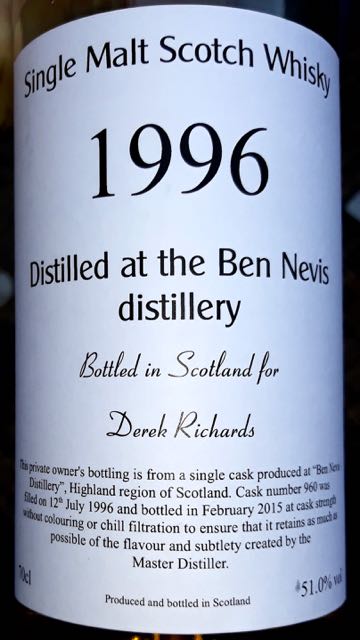 Single Malt Scotch Whisky
1996
Distilled at the Ben Nevis
distillery
Bottled in Scotland for
Derek Richards
This private owner's bottling is from a single cask produced at "Ben Nevis
Distillery", Highland region of Scotland. Cask number 960 was
filled on 12th July 1996 and bottled in February 2015 at cask strength
without colouring or chill filtration to ensure that it retains as much as
possible of the flavour and subtlety created by the
Master Distiller.
70cl
51.0% vol
Produced and bottled in Scotland